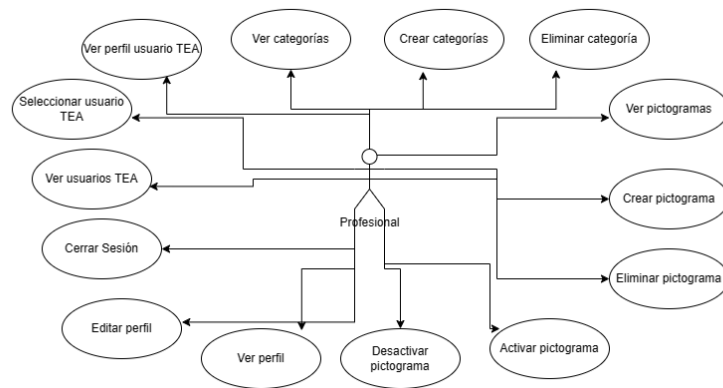 Ver perfil usuario TEA
Ver categorías
Crear categorías
Eliminar categoría
Seleccionar usuario
TEA
Ver pictogramas
Ver usuarios TEA
Crear pictograma
Profesional
Cerrar Sesión
Eliminar pictograma
Editar perfil
Ver perfil
Desactivar
pictograma
Activar pictograma